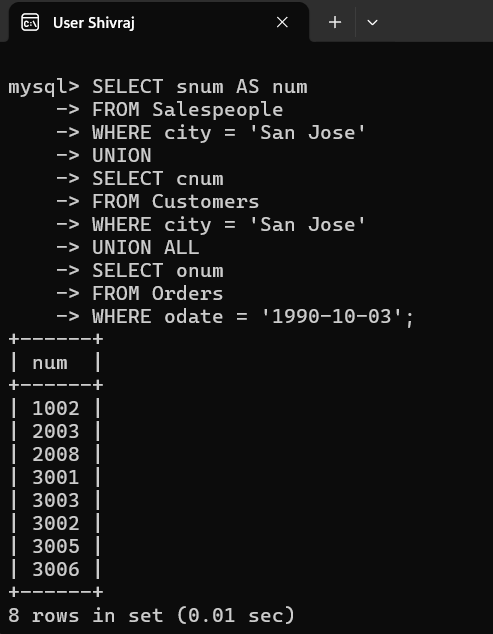 User Shivraj
mysql> SELECT snum AS num
    -> FROM Salespeople
    -> WHERE city = 'San Jose'
    -> UNION
    -> SELECT cnum
    -> FROM Customers
    -> WHERE city = 'San Jose'
    -> UNION ALL
    -> SELECT onum
    -> FROM Orders
    -> WHERE odate = '1990-10-03';
+------+
| num  |
+------+
| 1002 |
| 2003 |
| 2008 |
| 3001 |
| 3003 |
| 3002 |
| 3005 |
| 3006 |
+------+
8 rows in set (0.01 sec)